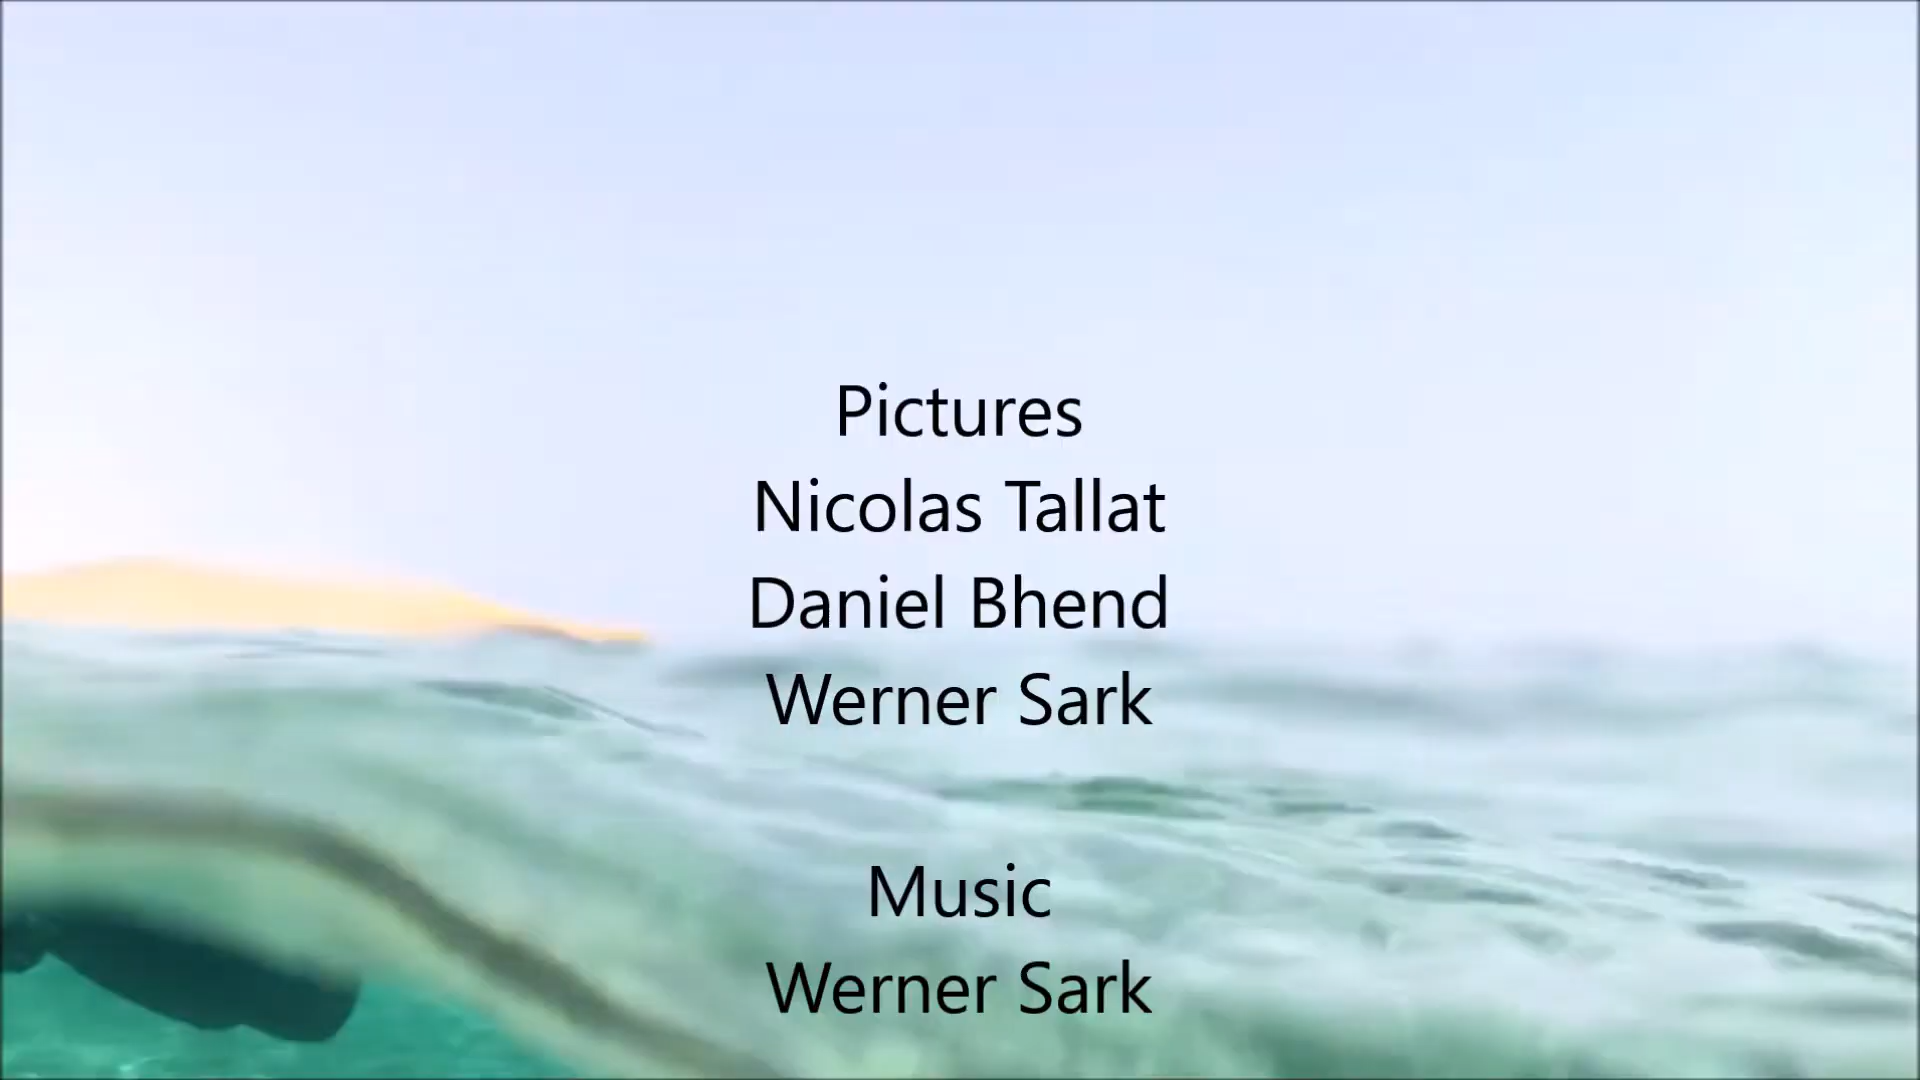 Pictures
Nicolas Tallat
Daniel Bhend
Werner Sark
Music
Werner Sark